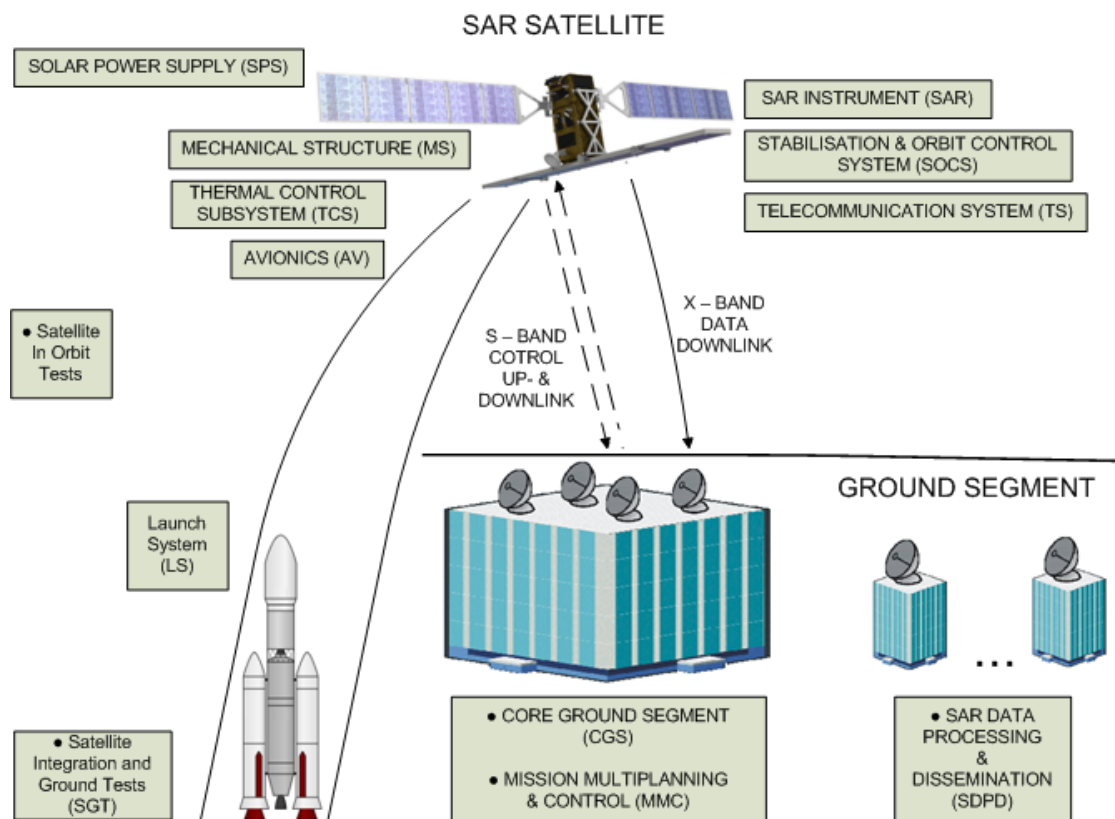 SAR SATELLITE
SOLAR POWER SUPPLY (SPS)
SAR INSTRUMENT (SAR)
MECHANICAL STRUCTURE (MS)
STABILISATION & ORBIT CONTROL
SYSTEM (SOCS)
THERMAL CONTROL
SUBSYSTEM (TCS)
TELECOMMUNICATION SYSTEM (TS)
AVIONICS (AV)
● Satellite
In Orbit
Tests
S – BAND
COTROL
UP- &
DOWNLINK
X – BAND
DATA
DOWNLINK
GROUND SEGMENT
Launch
System
(LS)
...
● Satellite
Integration and
Ground Tests
(SGT)
● CORE GROUND SEGMENT
(CGS)
● MISSION MULTIPLANNING
& CONTROL (MMC)
● SAR DATA
PROCESSING
&
DISSEMINATION
(SDPD)